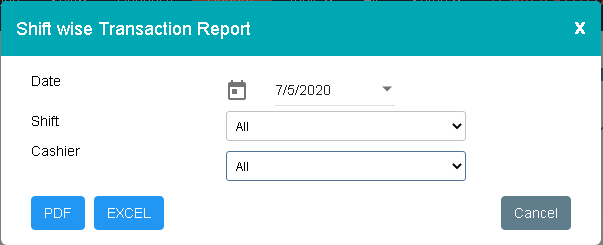 Shift wise Transaction Report X
Date 7/5/2020
Shift All
Cashier All
PDF EXCEL Cancel